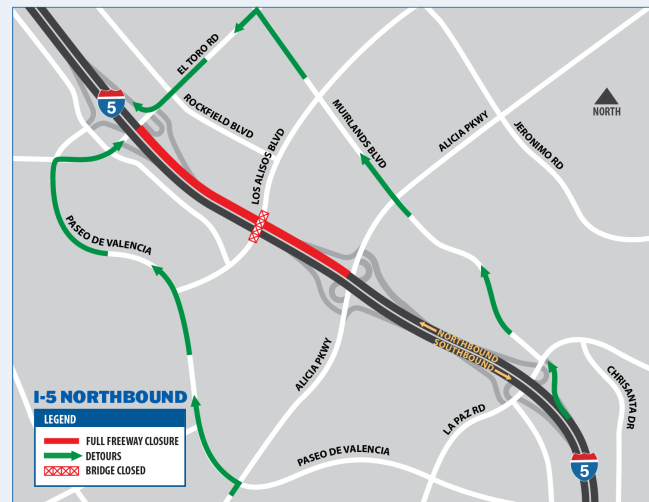 EL TORO RD
5
ROCKFIELD BLVD
NORTH
MUIRLANDS BLVD
ALICIA PKWY
JERONIMO RD
LOS ALISOS BLVD
PASEO DE VALENCIA
NORTHBOUND
SOUTHBOUND
ALICIA PKWY
CHRISANTA DR
LA PAZ RD
PASEO DE VALENCIA
5
I-5 NORTHBOUND
LEGEND
FULL FREEWAY CLOSURE
DETOURS
BRIDGE CLOSED